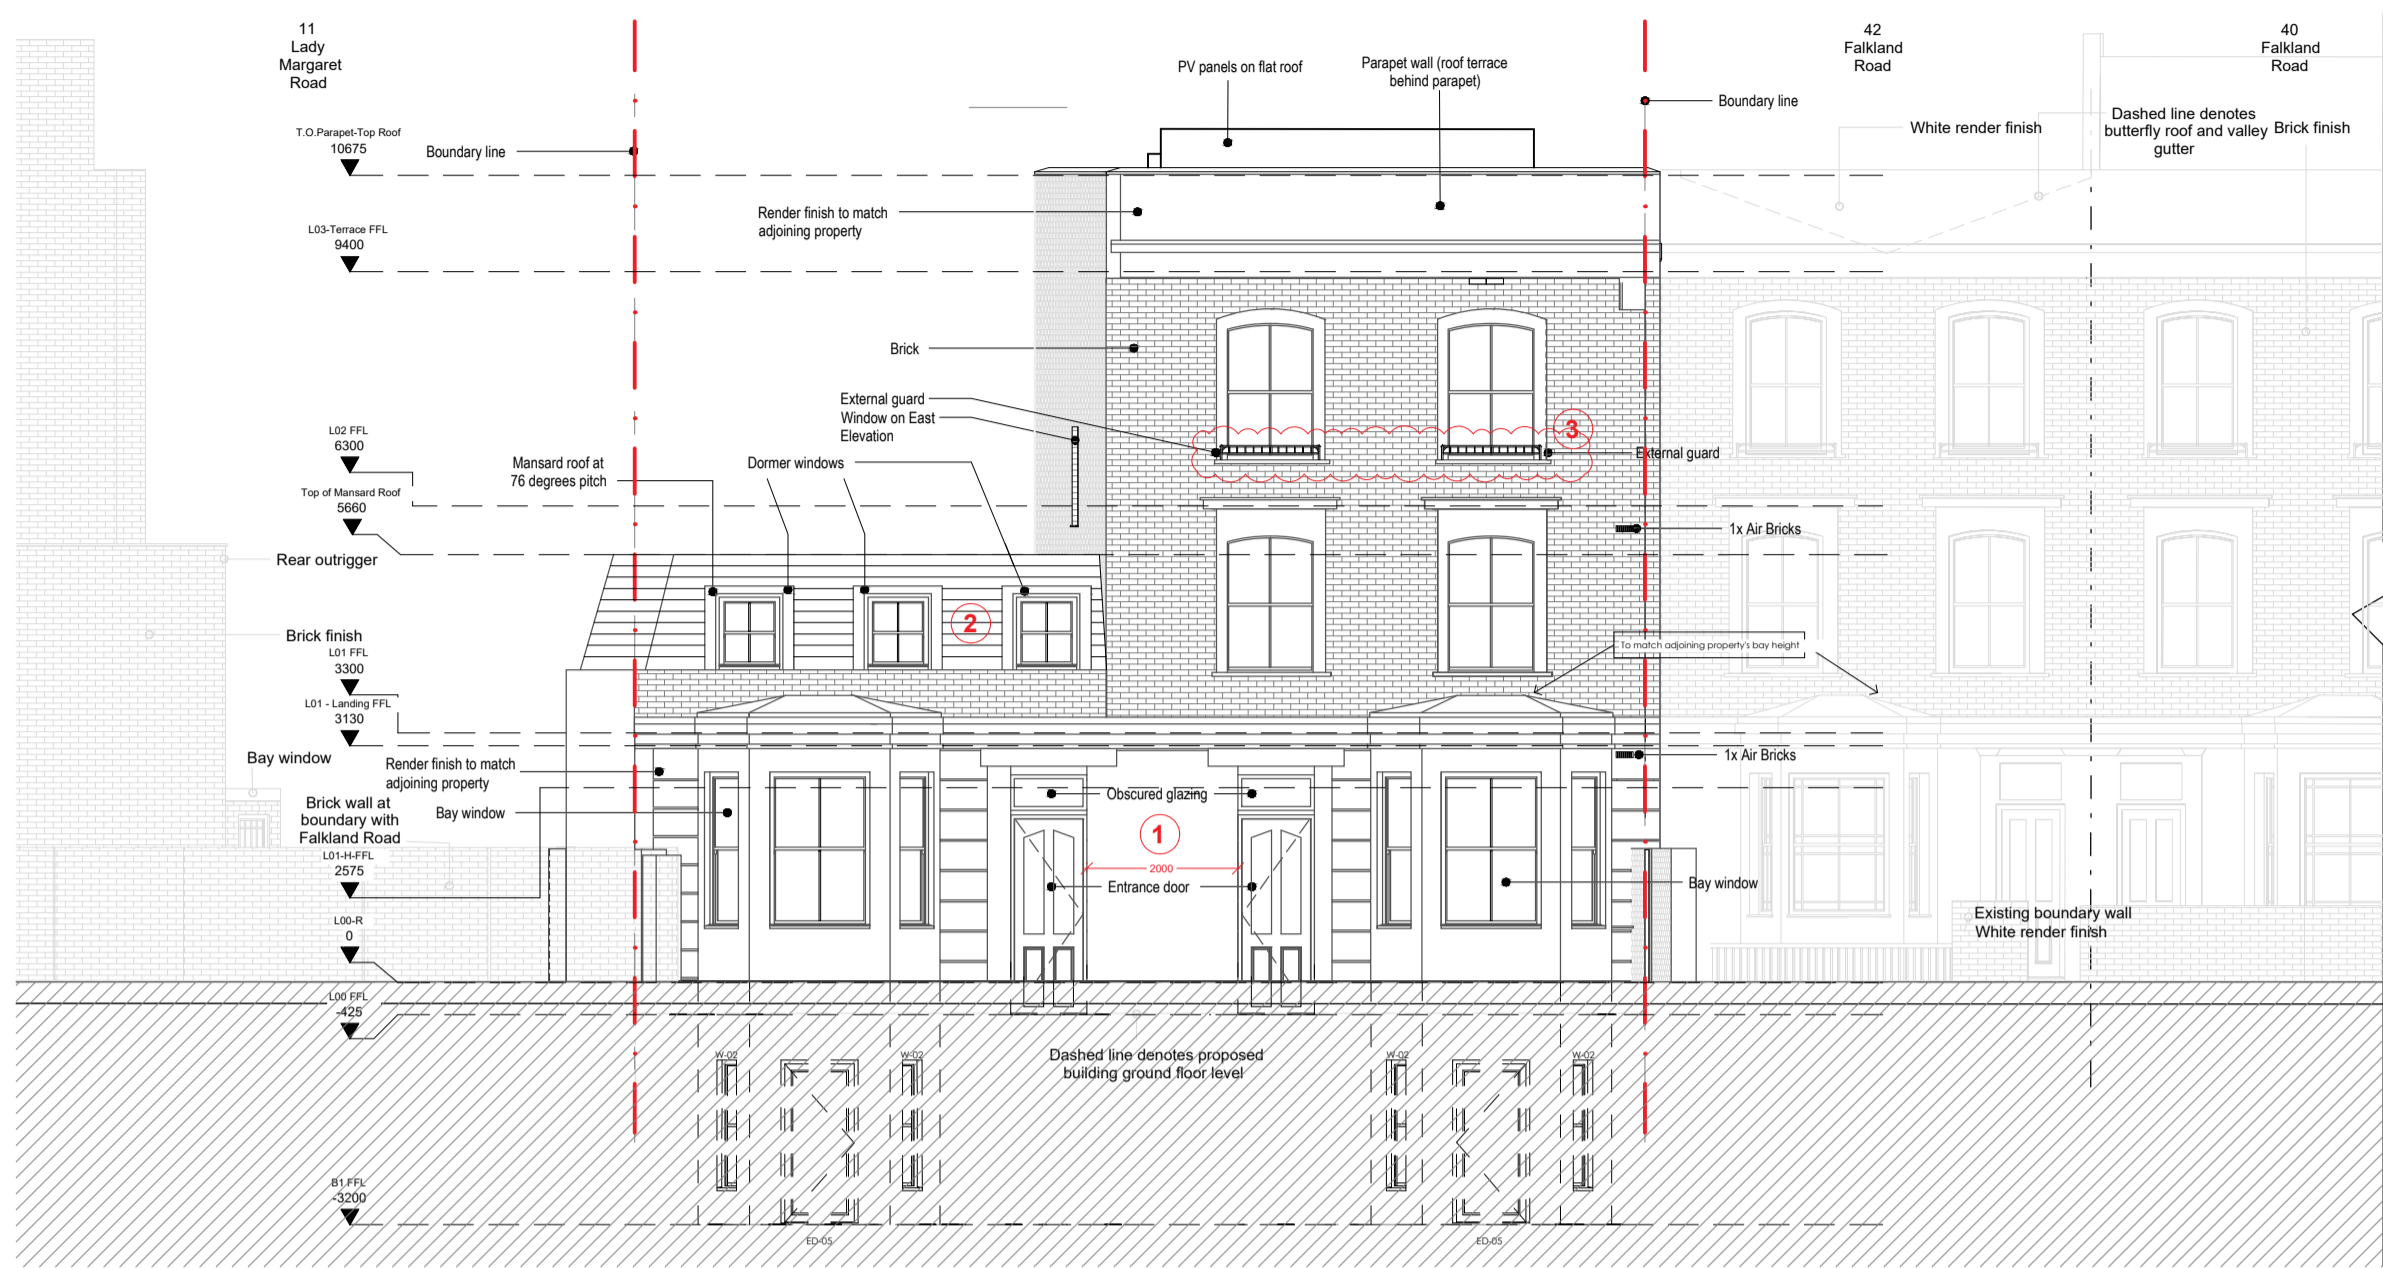 11
Lady
Margaret
Road
42
Falkland
Road
40
Falkland
Road
PV panels on flat roof
Parapet wall (roof terrace
behind parapet)
Boundary line
White render finish
Dashed line denotes
butterfly roof and valley
gutter
Brick finish
T.O.Parapet-Top Roof
10675
Boundary line
Render finish to match
adjoining property
L03-Terrace FFL
9400
Brick
External guard
Window on East
Elevation
3
External guard
L02 FFL
6300
Mansard roof at
76 degrees pitch
Dormer windows
Top of Mansard Roof
5660
1x Air Bricks
Rear outrigger
2
Brick finish
L01 FFL
3300
To match adjoining property's bay height
L01 - Landing FFL
3130
Bay window
Render finish to match
adjoining property
1x Air Bricks
Obscured glazing
Brick wall at
boundary with
Falkland Road
Bay window
1
L01-H-FFL
2575
2000
Entrance door
Bay window
L00-R
0
Existing boundary wall
White render finish
L00 FFL
-425
Dashed line denotes proposed
building ground floor level
W-02
W-02
W-02
W-02
B1 FFL
-3200
ED-05
ED-05